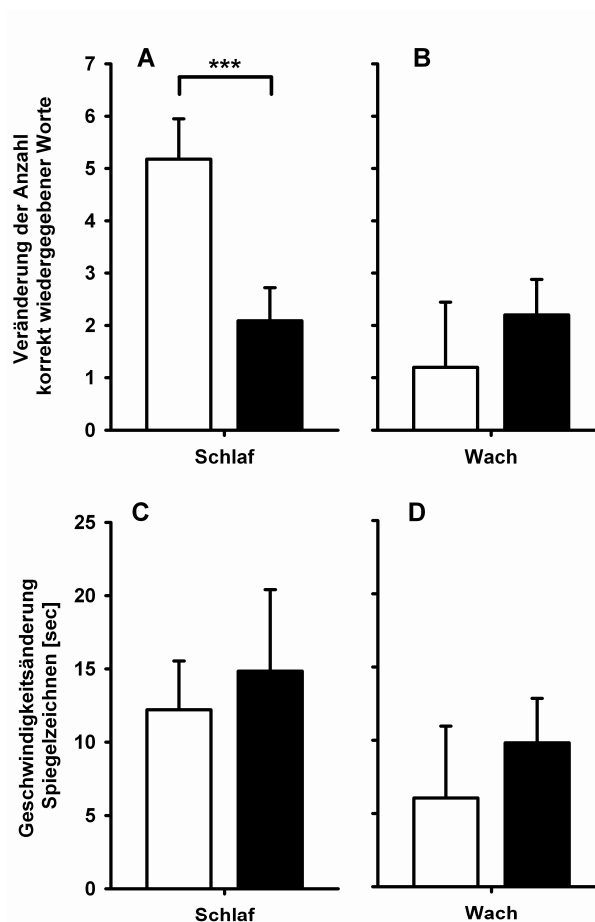 A
***
B
7
6
5
4
3
2
1
0
Veränderung der Anzahl
korrekt wiedergegebener Worte
Schlaf
Wach
C
D
25
20
15
10
5
0
Geschwindigkeitsänderung
Spiegelzeichnen [sec]
Schlaf
Wach